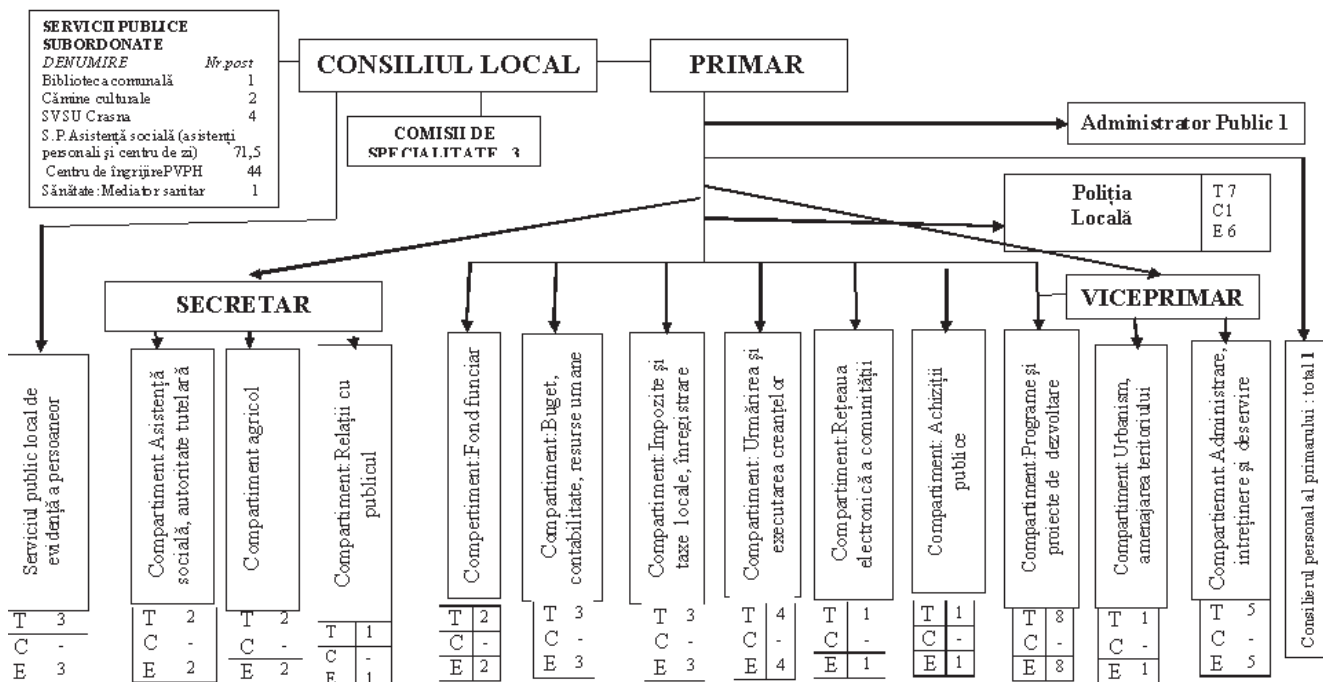 SERVICII PUBLICE
SUBORDONATE
DENUMIRE Nr.post
Biblioteca comunală 1
Cămine culturale 2
SVSU Crasna 4
S.P.Asistență socială (asistenți
personali și centru de zi) 71,5
Centru de îngrijire PVPH 44
Sănătate: Mediator sanitar 1
CONSILIUL LOCAL
PRIMAR
COMISII DE
SPECIALITATE 3
Administrator Public 1
Poliția
Locală
T 7
C 1
E 6
SECRETAR
VICEPRIMAR
Serviciul public local de
evidență a persoaneor
T 3
C -
E 3
Compartiment:Asistență
socială, autoritate tutelară
T 2
C -
E 2
Compartiment agricol
T 2
C -
E 2
Compartiment:Relații cu
publicul
T 1
C -
E 1
Compertiment:Fond funciar
T 2
C -
E 2
Compartiment:Buget,
contabilitate, resurse umane
T 3
C -
E 3
Compartiment:Impozite și
taxe locale, înregistrare
T 3
C -
E 3
Compartiment: Urmărirea și
executarea creanțelor
T 4
C -
E 4
Compartiment:Rețeaua
electronică a comunității
T 1
C -
E 1
Compartiment: Achiziții
publice
T 1
C -
E 1
Compartiment:Programe și
proiecte de dezvoltare
T 8
C -
E 8
Compartiment: Urbanism,
amenajarea teritoriului
T 1
C -
E 1
Compartiemnt:Administrare,
intreținere și deservire
T 5
C -
E 5
Consilierul personal al primarului : total 1